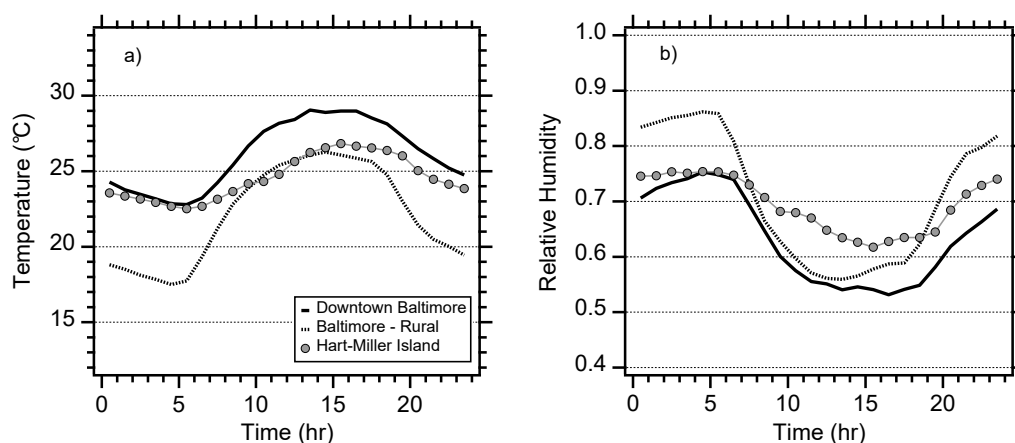 a)
30
25
20
15
Temperature (°C)
0
5
10
15
20
Time (hr)
Downtown Baltimore
Baltimore - Rural
Hart-Miller Island
b)
1.0
0.9
0.8
0.7
0.6
0.5
0.4
Relative Humidity
0
5
10
15
20
Time (hr)